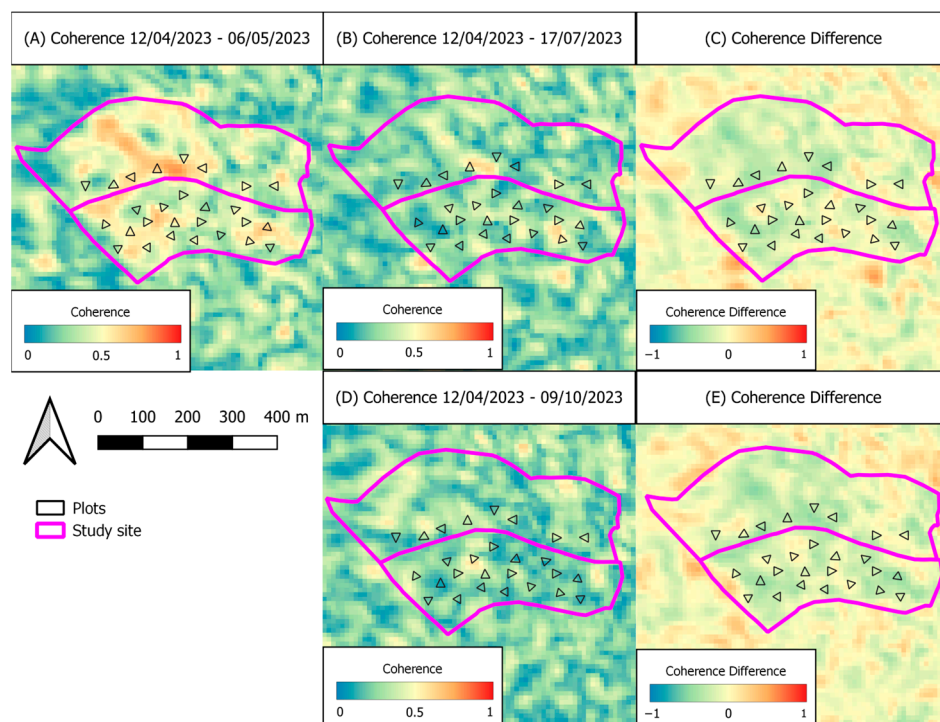 (A) Coherence 12/04/2023 - 06/05/2023
(B) Coherence 12/04/2023 - 17/07/2023
(C) Coherence Difference
Coherence
0 0.5 1
Coherence
0 0.5 1
Coherence Difference
−1 0 1
0 100 200 300 400 m
Plots
Study site
(D) Coherence 12/04/2023 - 09/10/2023
(E) Coherence Difference
Coherence
0 0.5 1
Coherence Difference
−1 0 1